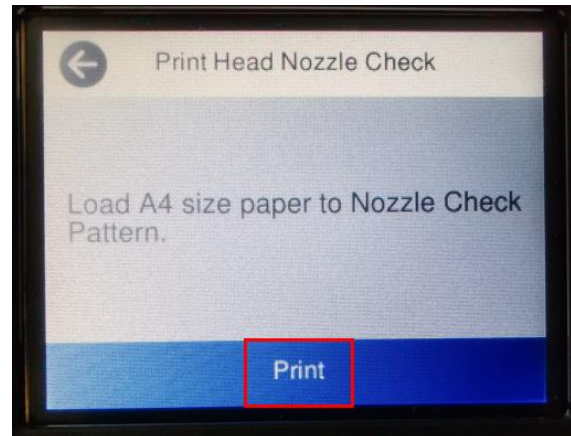 Print Head Nozzle Check
Load A4 size paper to Nozzle Check
Pattern.
Print